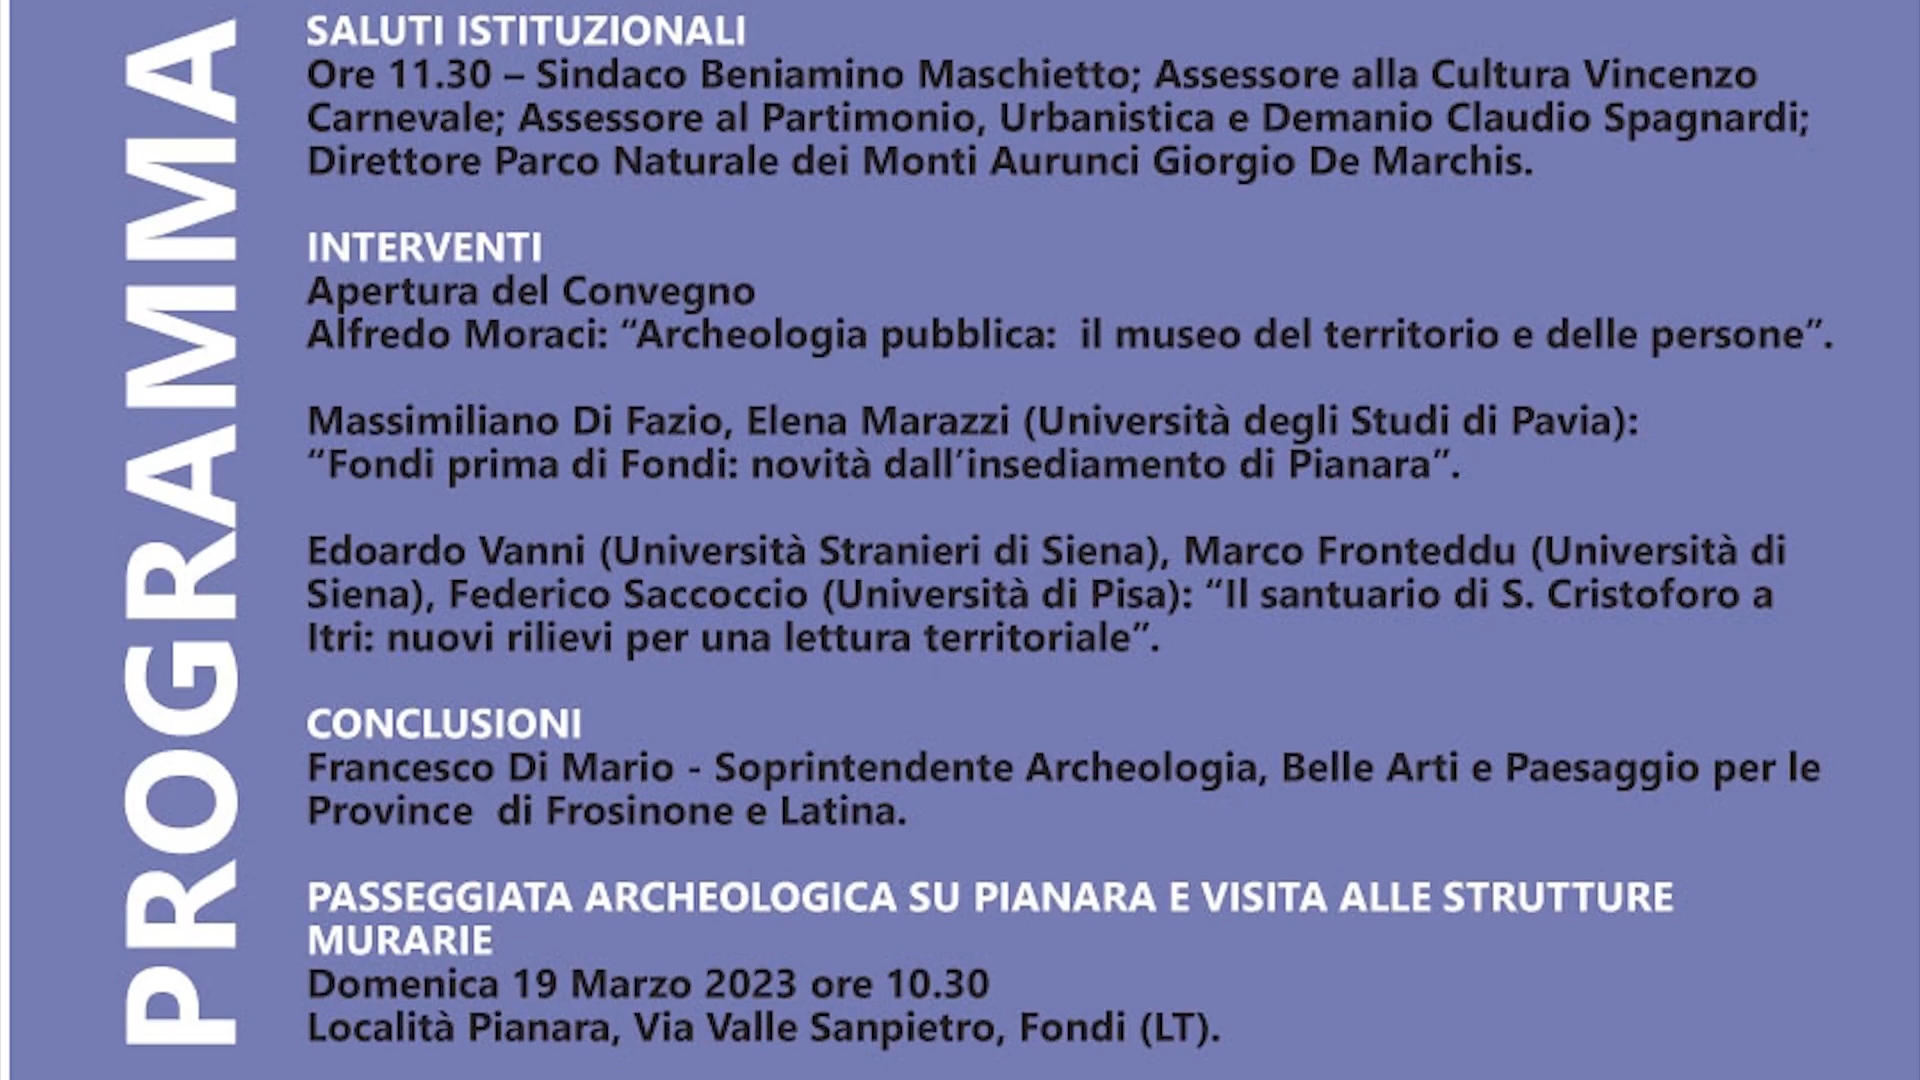 PROGRAMMA
SALUTI ISTITUZIONALI
Ore 11.30 – Sindaco Beniamino Maschietto; Assessore alla Cultura Vincenzo
Carnevale; Assessore al Partimonio, Urbanistica e Demanio Claudio Spagnardi;
Direttore Parco Naturale dei Monti Aurunci Giorgio De Marchis.
INTERVENTI
Apertura del Convegno
Alfredo Moraci: “Archeologia pubblica:  il museo del territorio e delle persone”.
Massimiliano Di Fazio, Elena Marazzi (Università degli Studi di Pavia):
“Fondi prima di Fondi: novità dall’insediamento di Pianara”.
Edoardo Vanni (Università Stranieri di Siena), Marco Fronteddu (Università di
Siena), Federico Saccoccio (Università di Pisa): “Il santuario di S. Cristoforo a
Itri: nuovi rilievi per una lettura territoriale”.
CONCLUSIONI
Francesco Di Mario - Soprintendente Archeologia, Belle Arti e Paesaggio per le
Province  di Frosinone e Latina.
PASSEGGIATA ARCHEOLOGICA SU PIANARA E VISITA ALLE STRUTTURE
MURARIE
Domenica 19 Marzo 2023 ore 10.30
Località Pianara, Via Valle Sanpietro, Fondi (LT).